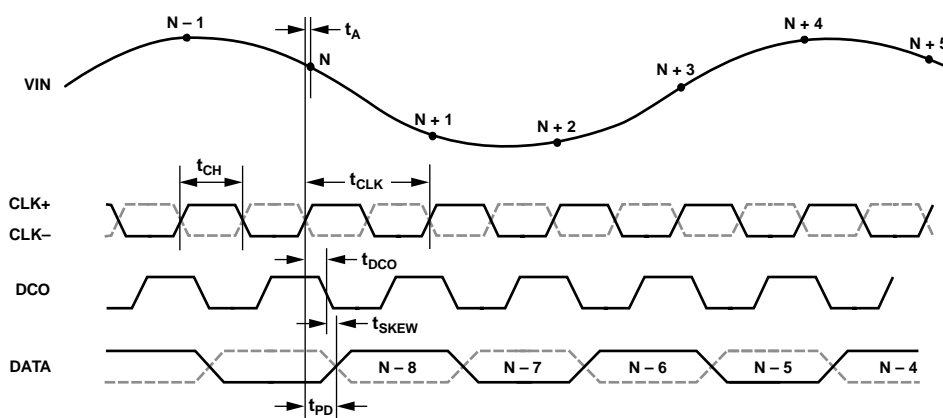 N – 1
t_A
N
N + 4
N + 5
VIN
N + 3
N + 1
N + 2
t_CH
t_CLK
CLK+
CLK–
t_DCO
DCO
t_SKEW
DATA
N – 8
N – 7
N – 6
N – 5
N – 4
t_PD